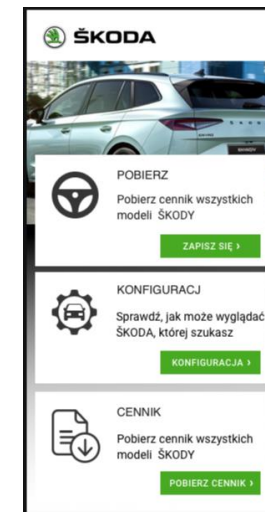 ŠKODA
POBIERZ
Pobierz cennik wszystkich
modeli ŠKODY
ZAPISZ SIĘ ›
KONFIGURACJ
Sprawdź, jak może wyglądać
ŠKODA, której szukasz
KONFIGURACJA ›
CENNIK
Pobierz cennik wszystkich
modeli ŠKODY
POBIERZ CENNIK ›